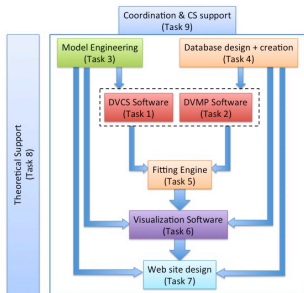 Coordination & CS support
(Task 9)
Model Engineering
(Task 3)
Database design + creation
(Task 4)
DVCS Software
(Task 1)
DVMP Software
(Task 2)
Theoretical Support
(Task 8)
Fitting Engine
(Task 5)
Visualization Software
(Task 6)
Web site design
(Task 7)